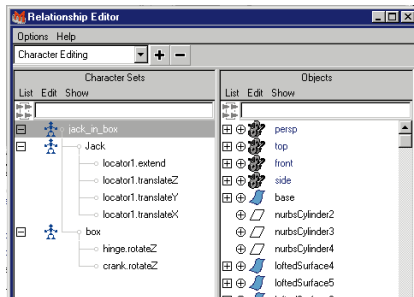 Relationship Editor
Options Help
Character Editing
Character Sets
List Edit Show
jack_in_box
Jack
locator1.extend
locator1.translateZ
locator1.translateY
locator1.translateX
box
hinge.rotateZ
crank.rotateZ
Objects
List Edit Show
persp
top
front
side
base
nurbsCylinder2
nurbsCylinder3
nurbsCylinder4
loftedSurface4
loftedSurface5